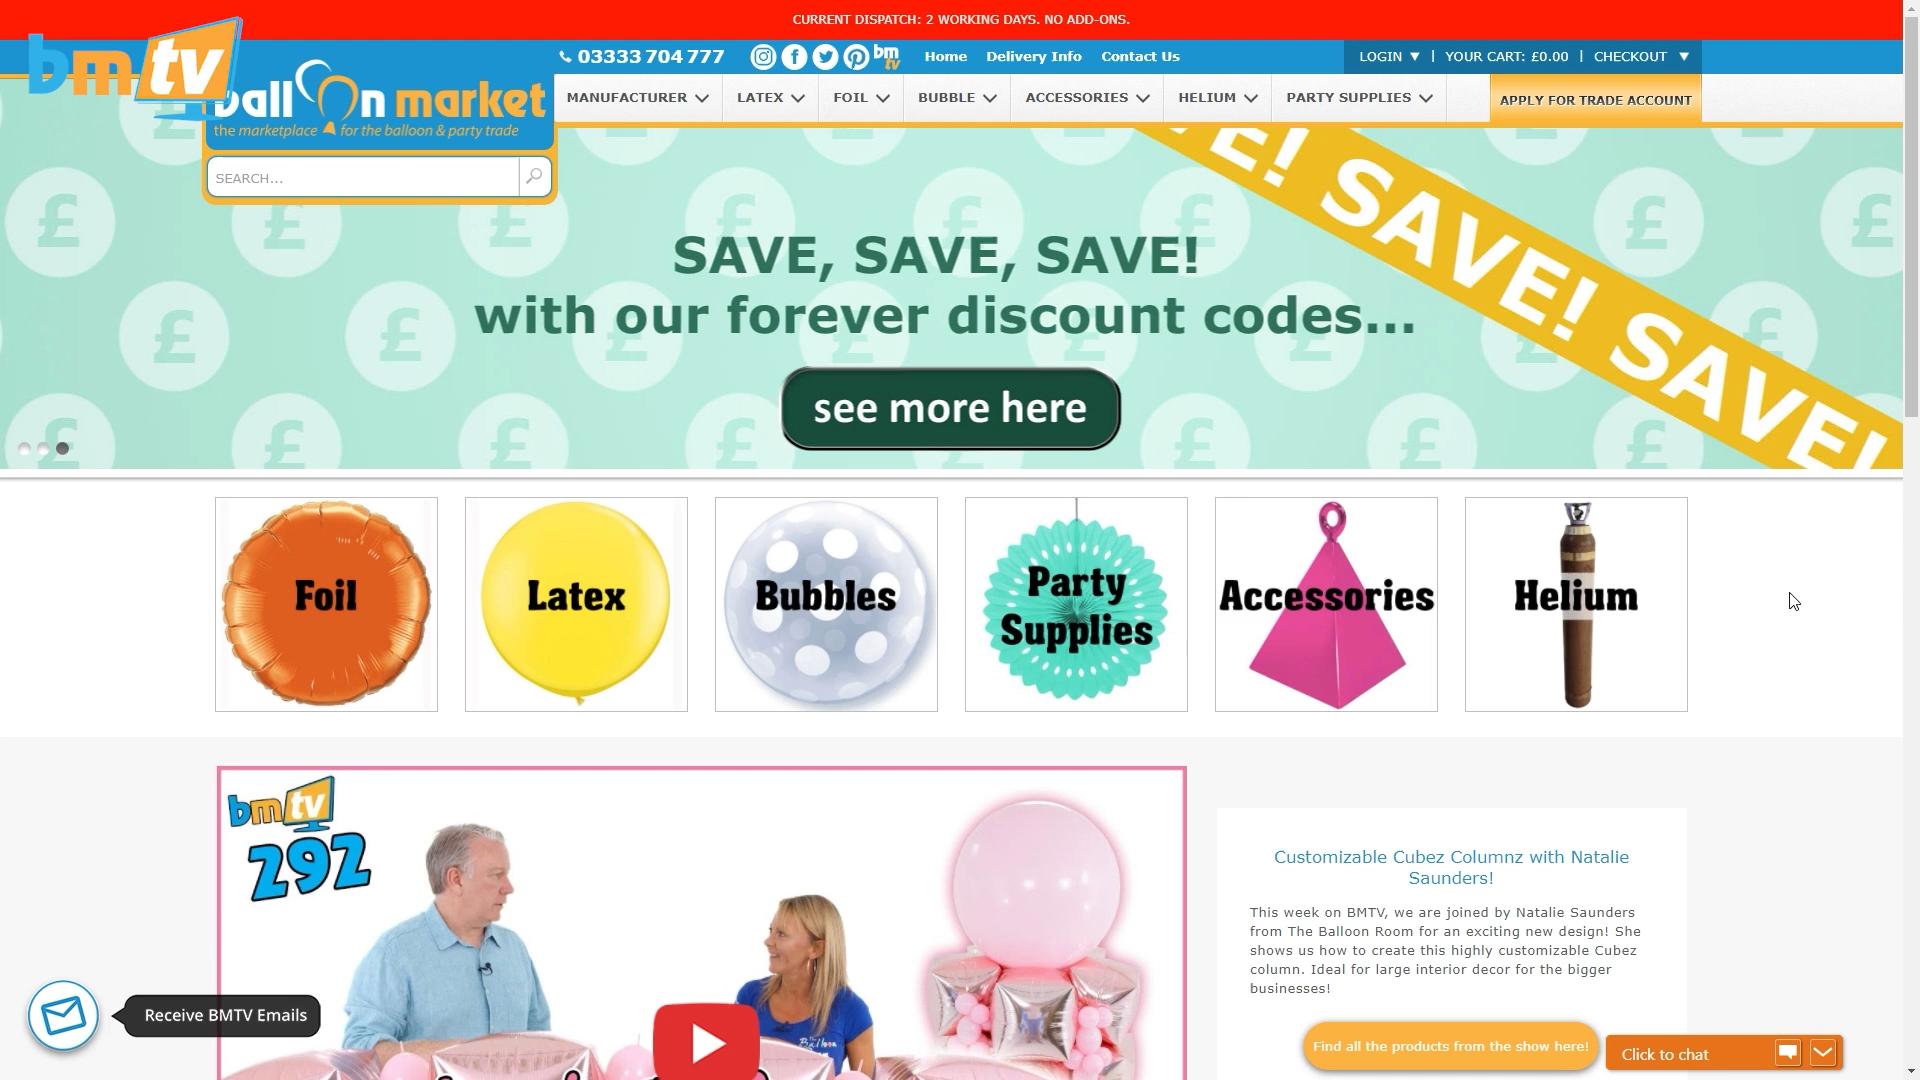 CURRENT DISPATCH: 2 WORKING DAYS. NO ADD-ONS.
bmtv
03333 704 777
bm
tv
Home
Delivery Info
Contact Us
LOGIN ▼ | YOUR CART: £0.00 | CHECKOUT ▼
balloon market
the marketplace for the balloon & party trade
MANUFACTURER
LATEX
FOIL
BUBBLE
ACCESSORIES
HELIUM
PARTY SUPPLIES
APPLY FOR TRADE ACCOUNT
SEARCH...
SAVE! SAVE!
SAVE, SAVE, SAVE!
with our forever discount codes...
see more here
Foil
Latex
Bubbles
Party
Supplies
Accessories
Helium
bmtv
292
Customizable Cubez Columnz with Natalie
Saunders!
This week on BMTV, we are joined by Natalie Saunders
from The Balloon Room for an exciting new design! She
shows us how to create this highly customizable Cubez
column. Ideal for large interior decor for the bigger
businesses!
Receive BMTV Emails
Find all the products from the show here!
Click to chat